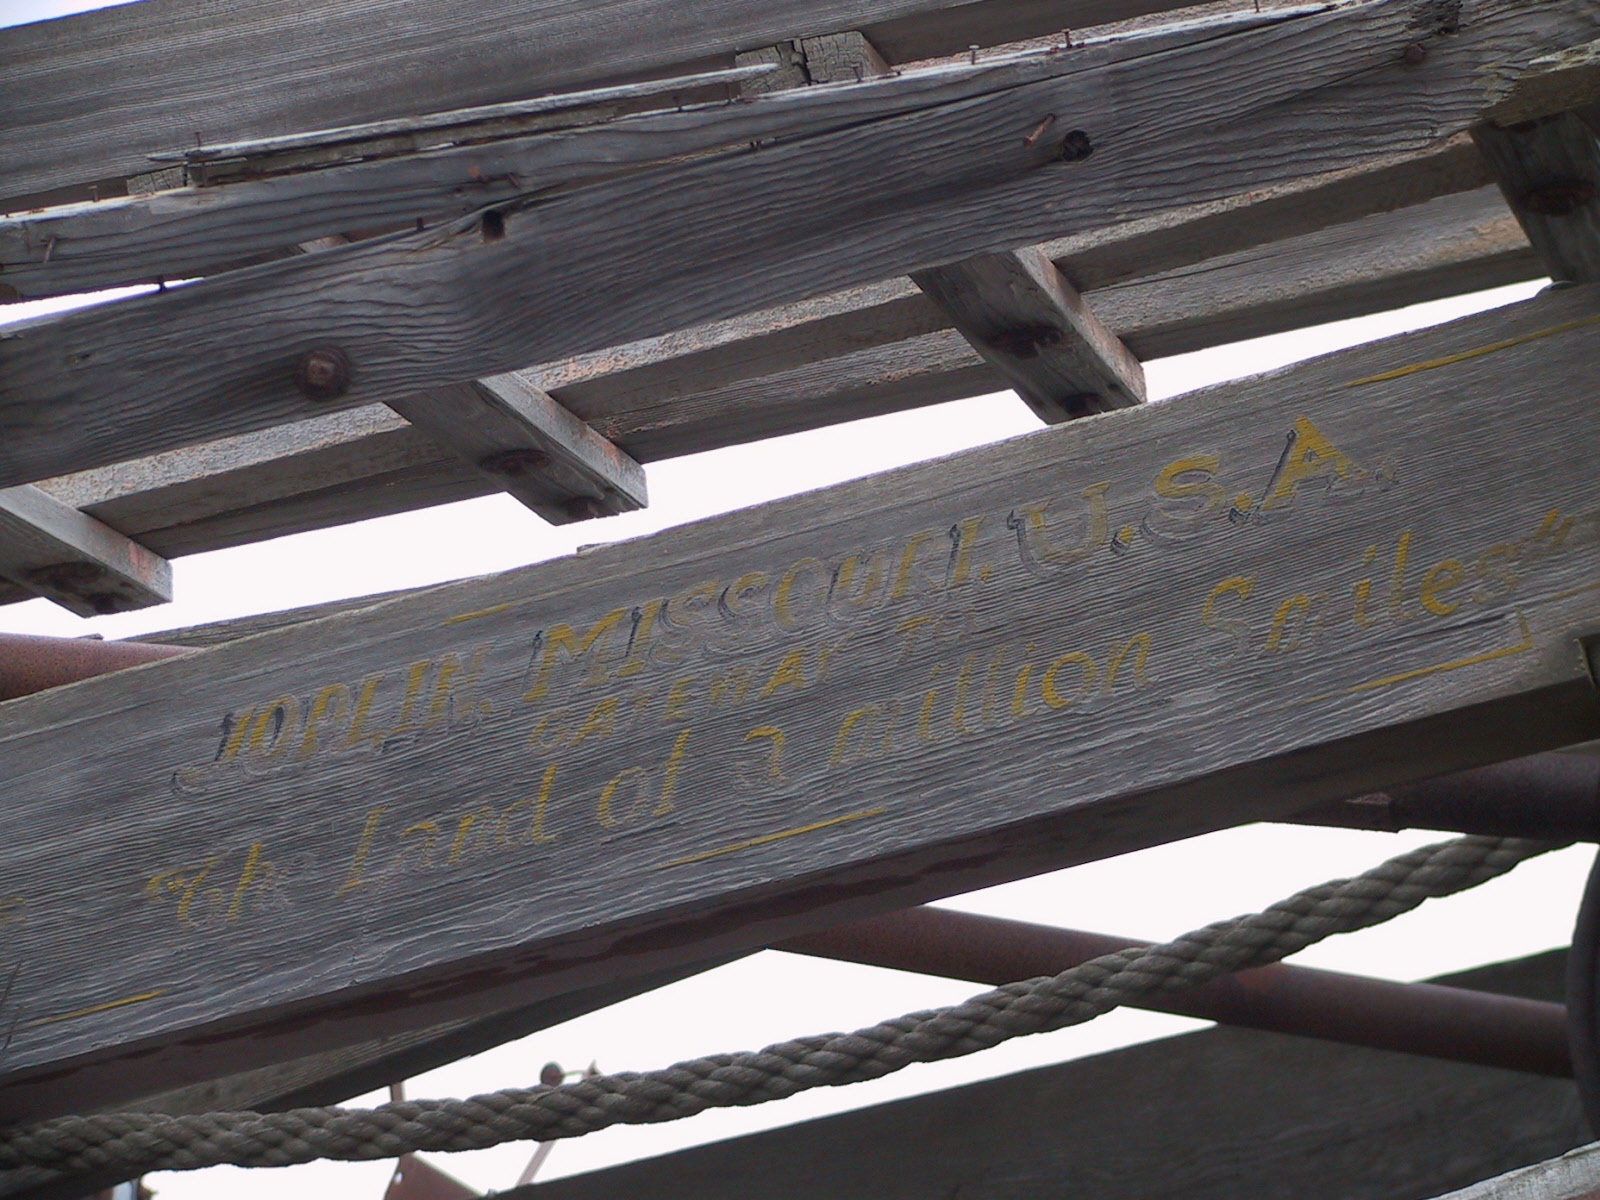 JOPLIN MISSOURI. U.S.A.
GATEWAY TO
"The Land of a million Smiles"